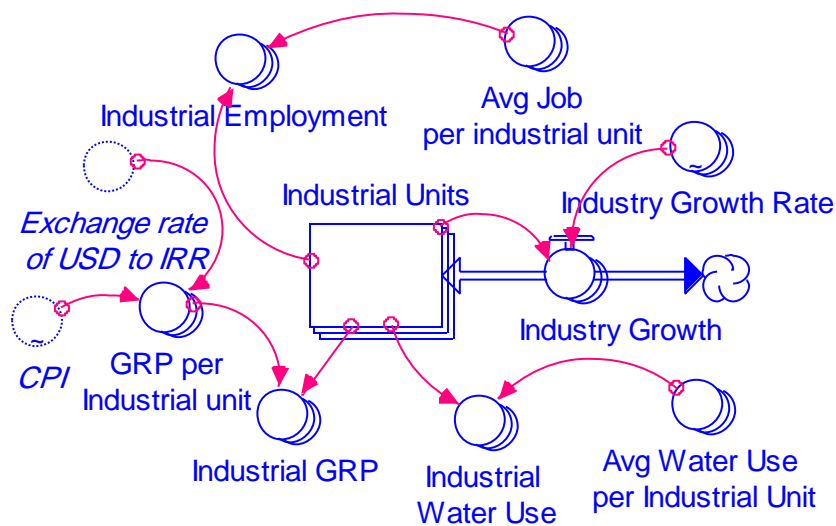 Industrial Employment
Avg Job
per industrial unit
Industrial Units
~
Industry Growth Rate
Exchange rate
of USD to IRR
~
CPI
GRP per
Industrial unit
Industry Growth
Industrial GRP
Industrial
Water Use
Avg Water Use
per Industrial Unit